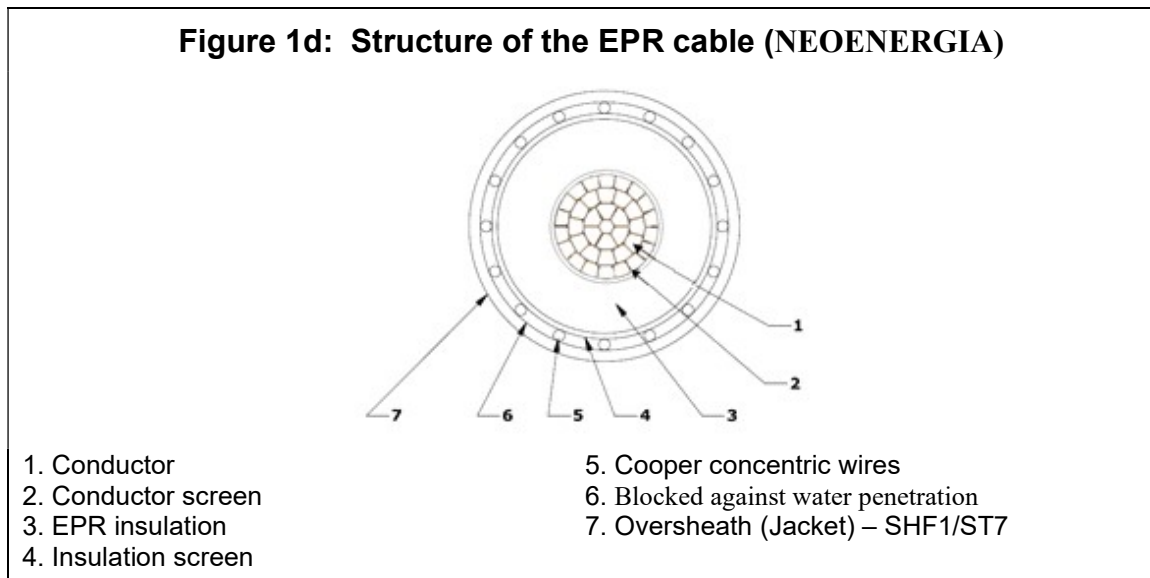 Figure 1d: Structure of the EPR cable (NEOENERGIA)
1
2
7
6
5
4
3
1. Conductor
2. Conductor screen
3. EPR insulation
4. Insulation screen
5. Cooper concentric wires
6. Blocked against water penetration
7. Oversheath (Jacket) – SHF1/ST7